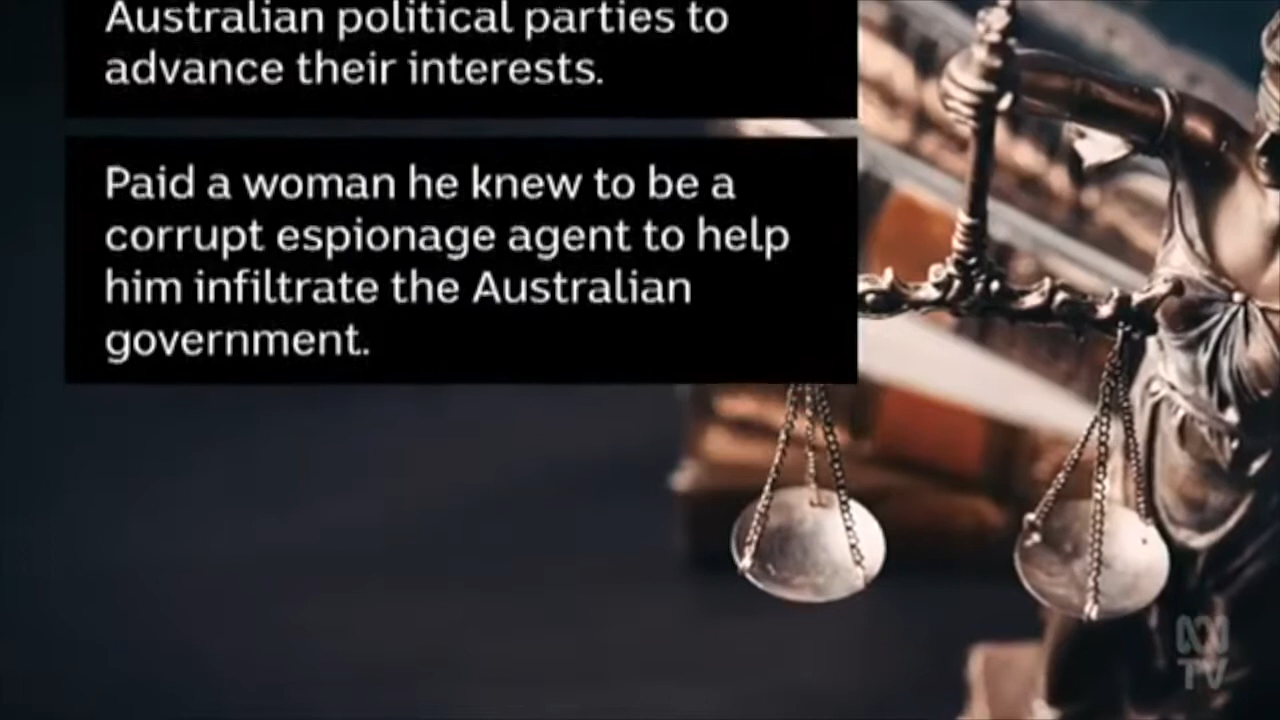 Australian political parties to
advance their interests.
Paid a woman he knew to be a
corrupt espionage agent to help
him infiltrate the Australian
government.
TV